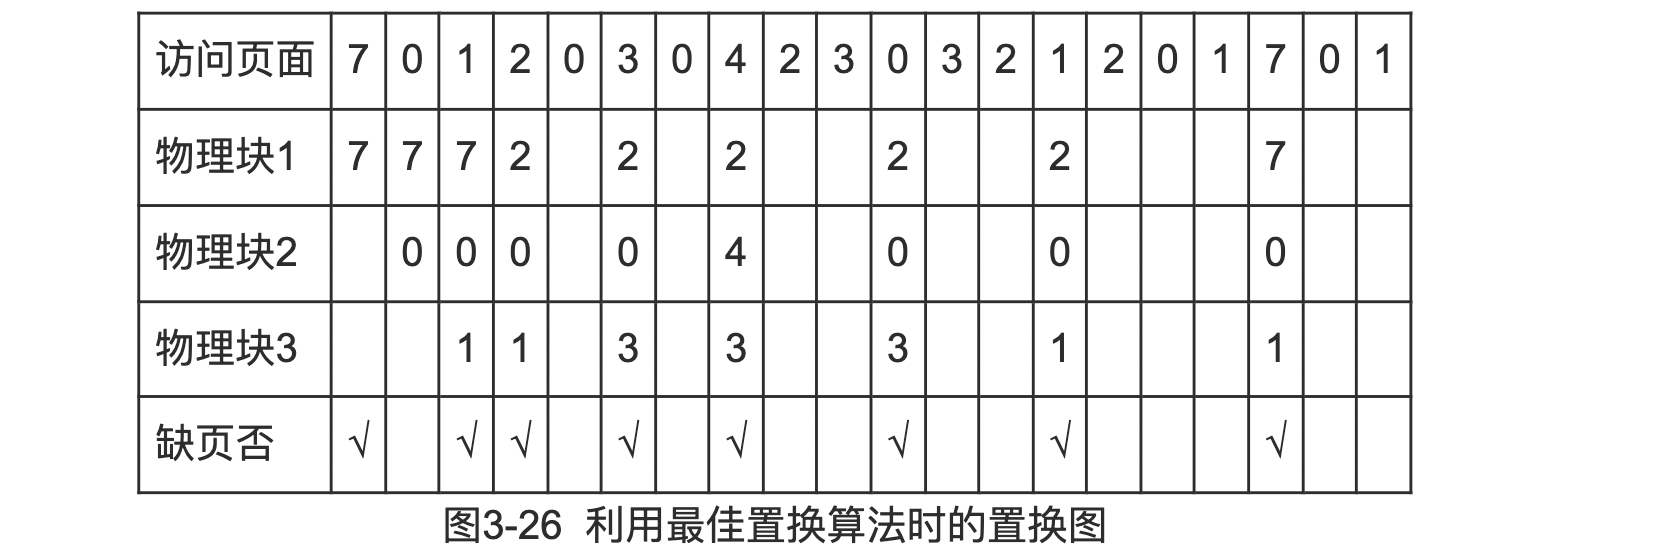 访问页面 7 0 1 2 0 3 0 4 2 3 0 3 2 1 2 0 1 7 0 1
物理块1 7 7 7 2 2 2 2 2 7
物理块2 0 0 0 0 4 0 0 0
物理块3 1 1 3 3 3 1 1
缺页否 √ √ √ √ √ √ √ √
图3-26 利用最佳置换算法时的置换图